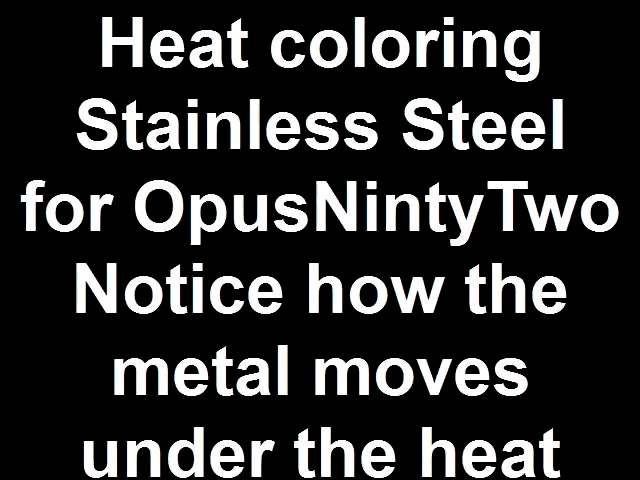 Heat coloring
Stainless Steel
for OpusNintyTwo
Notice how the
metal moves
under the heat